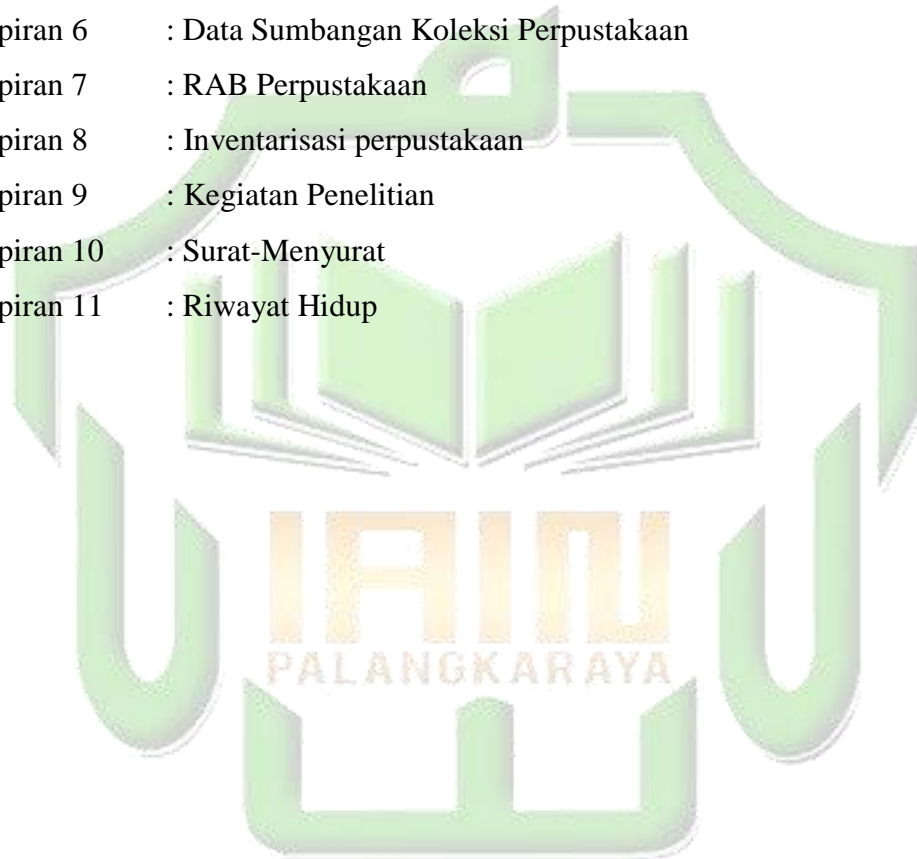 piran 6 : Data Sumbangan Koleksi Perpustakaan
piran 7 : RAB Perpustakaan
piran 8 : Inventarisasi perpustakaan
piran 9 : Kegiatan Penelitian
piran 10 : Surat-Menyurat
piran 11 : Riwayat Hidup
IAIN
PALANGKARAYA